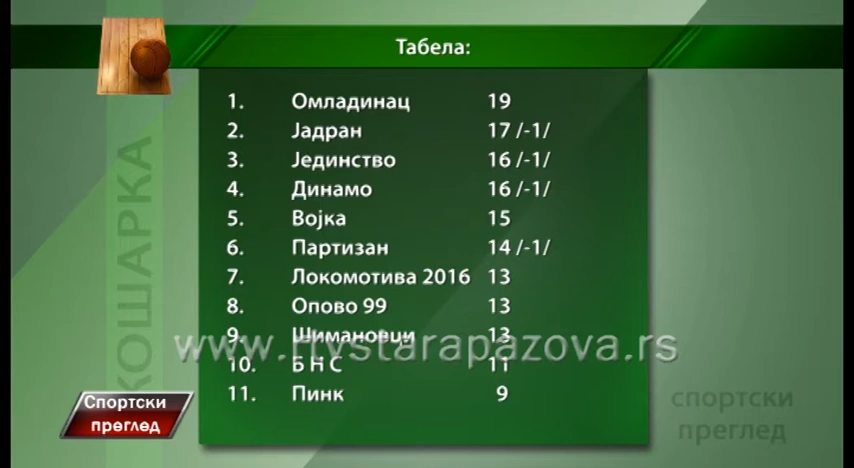 Табела:
КОШАРКА
1. Омладинац 19
2. Јадран 17 /-1/
3. Јединство 16 /-1/
4. Динамо 16 /-1/
5. Војка 15
6. Партизан 14 /-1/
7. Локомотива 2016 13
8. Опово 99 13
9. Шимановци 13
www.rtvstarapazova.rs
10. Б Н С 11
11. Пинк 9
Спортски
преглед
спортски
преглед